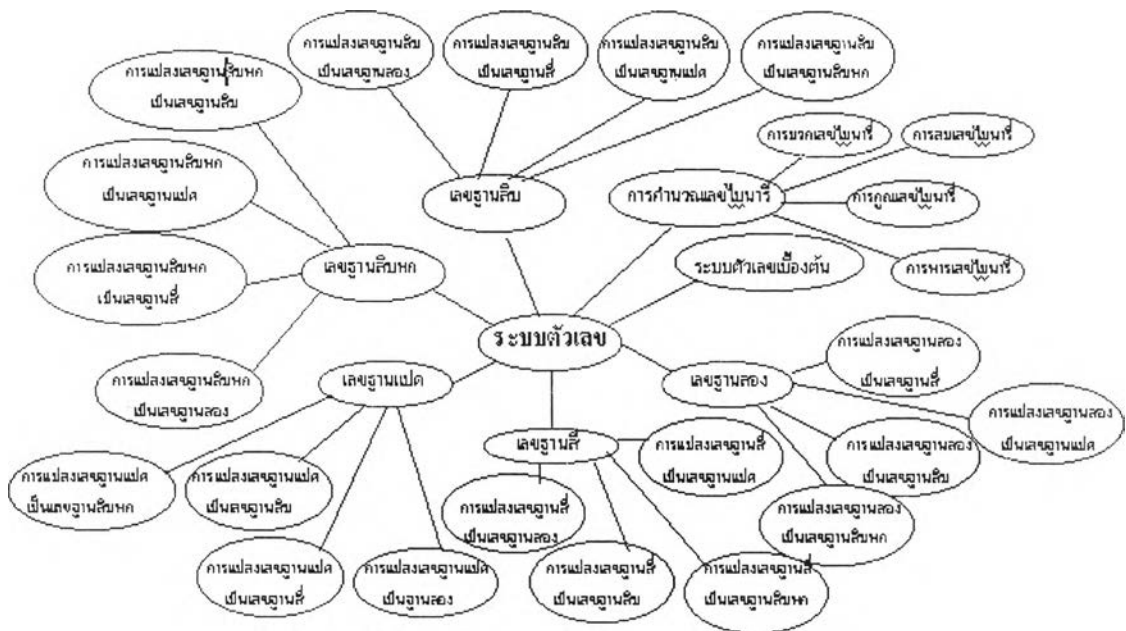 การแปลงเลขฐานสิบ
เป็นเลขฐานสอง
การแปลงเลขฐานสิบ
เป็นเลขฐานสี่
การแปลงเลขฐานสิบ
เป็นเลขฐานแปด
การแปลงเลขฐานสิบ
เป็นเลขฐานสิบหก
การแปลงเลขฐานสิบหก
เป็นเลขฐานสิบ
การแปลงเลขฐานสิบหก
เป็นเลขฐานแปด
การแปลงเลขฐานสิบหก
เป็นเลขฐานสี่
การแปลงเลขฐานสิบหก
เป็นเลขฐานสอง
เลขฐานสิบหก
เลขฐานสิบ
การคำนวณเลขไบนารี่
การบวกเลขไบนารี่
การลบเลขไบนารี่
การคูณเลขไบนารี่
การหารเลขไบนารี่
ระบบตัวเลขเบื้องต้น
ระบบตัวเลข
เลขฐานแปด
การแปลงเลขฐานแปด
เป็นเลขฐานสิบหก
การแปลงเลขฐานแปด
เป็นเลขฐานสิบ
การแปลงเลขฐานแปด
เป็นเลขฐานสี่
การแปลงเลขฐานแปด
เป็นฐานสอง
เลขฐานสี่
การแปลงเลขฐานสี่
เป็นเลขฐานแปด
การแปลงเลขฐานสี่
เป็นเลขฐานสอง
การแปลงเลขฐานสี่
เป็นเลขฐานสิบ
การแปลงเลขฐานสี่
เป็นเลขฐานสิบหก
เลขฐานสอง
การแปลงเลขฐานสอง
เป็นเลขฐานสี่
การแปลงเลขฐานสอง
เป็นเลขฐานแปด
การแปลงเลขฐานสอง
เป็นเลขฐานสิบ
การแปลงเลขฐานสอง
เป็นเลขฐานสิบหก